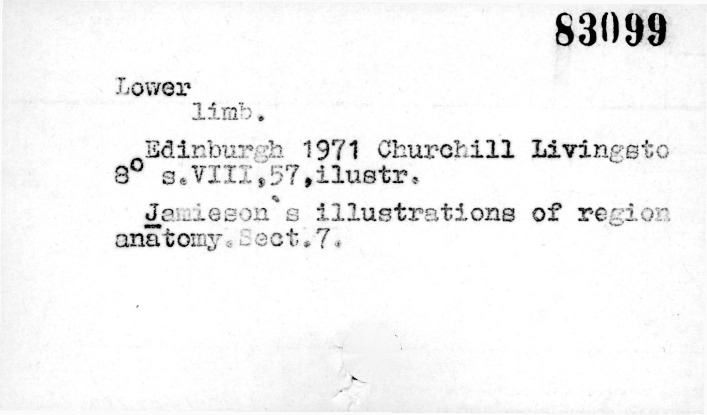 83099
Lower
limb.
Edinburgh 1971 Churchill Livingsto
8° s.VIII,57,ilustr.
Jamieson's illustrations of region
anatomy.Sect.7.